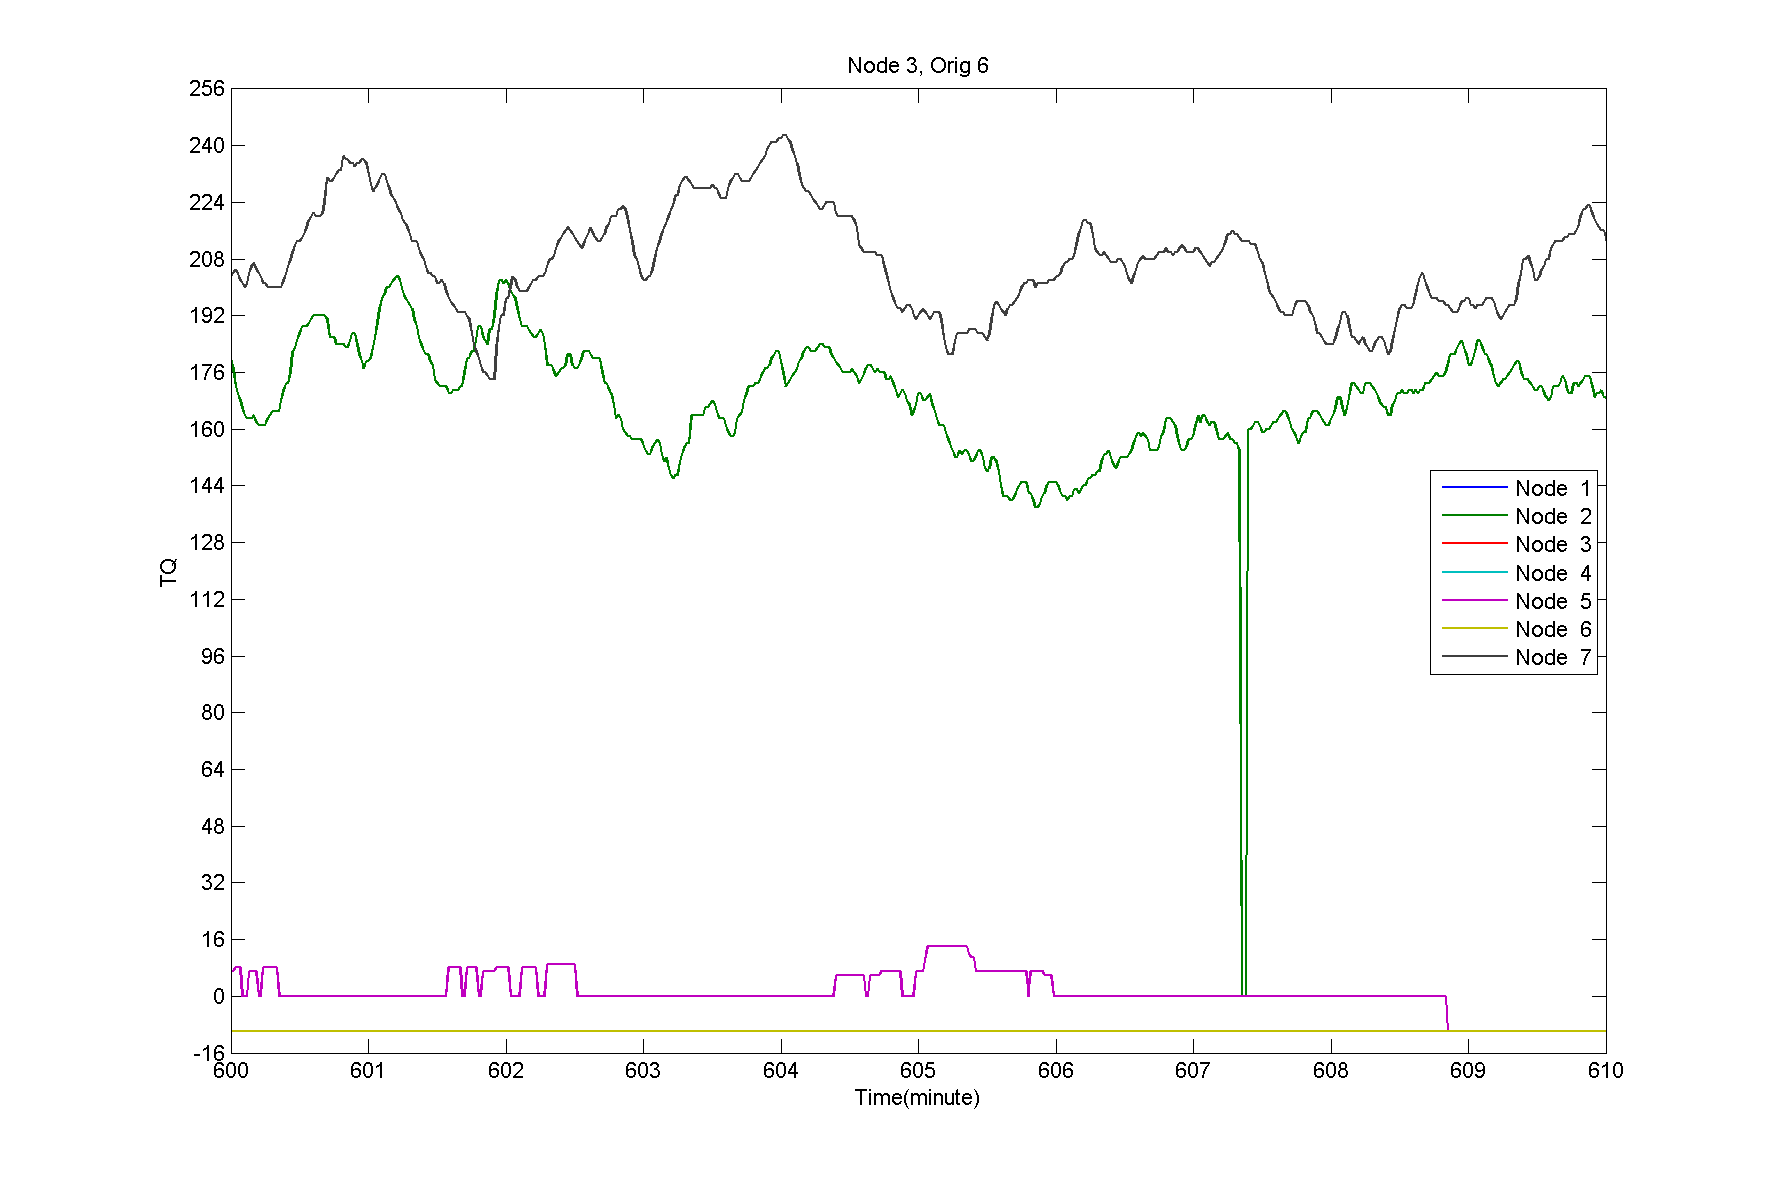 Node 3, Orig 6
256
240
224
208
192
176
160
144
128
112
96
80
64
48
32
16
0
-16
TQ
Node 1
Node 2
Node 3
Node 4
Node 5
Node 6
Node 7
600 601 602 603 604 605 606 607 608 609 610
Time(minute)